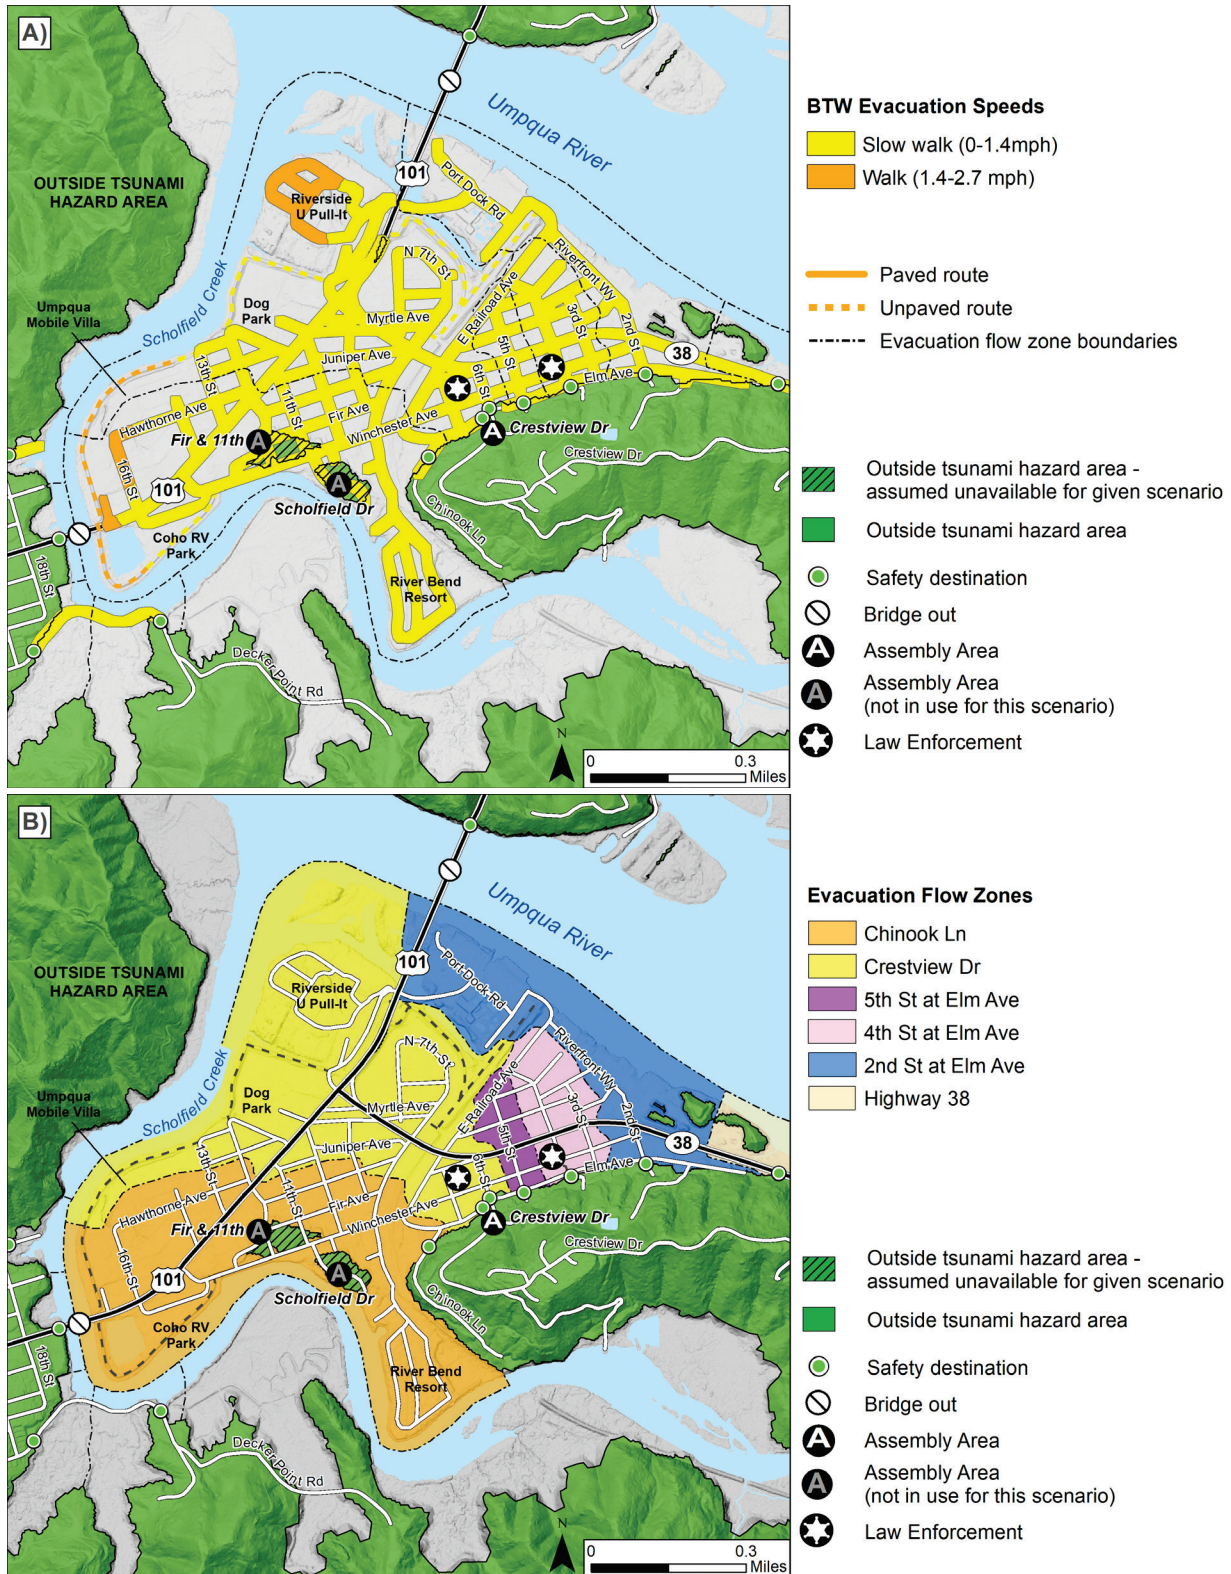 A)
Umpqua River
OUTSIDE TSUNAMI
HAZARD AREA
101
Port Dock Rd
Riverside
U Pull-It
N 7th St
Riverfront Wy
Scholfield Creek
Umpqua
Mobile Villa
Dog
Park
E Railroad Ave
Myrtle Ave
3rd St
2nd St
38
Juniper Ave
13th St
5th St
6th St
Elm Ave
11th St
Fir Ave
Hawthorne Ave
Winchester Ave
Fir & 11th
A
A
Crestview Dr
Crestview Dr
16th St
101
A
Scholfield Dr
Chinook Ln
Coho RV
Park
18th St
River Bend
Resort
Decker Point Rd
N
0
0.3
Miles
BTW Evacuation Speeds
Slow walk (0-1.4mph)
Walk (1.4-2.7 mph)
Paved route
Unpaved route
Evacuation flow zone boundaries
Outside tsunami hazard area -
assumed unavailable for given scenario
Outside tsunami hazard area
Safety destination
Bridge out
A
Assembly Area
A
Assembly Area
(not in use for this scenario)
Law Enforcement
B)
Umpqua River
OUTSIDE TSUNAMI
HAZARD AREA
101
Port Dock Rd
Riverside
U Pull-It
N 7th St
Riverfront Wy
Scholfield Creek
Umpqua
Mobile Villa
Dog
Park
E Railroad Ave
Myrtle Ave
3rd St
2nd St
38
Juniper Ave
13th St
5th St
6th St
Elm Ave
11th St
Fir Ave
Hawthorne Ave
Winchester Ave
Fir & 11th
A
A
Crestview Dr
Crestview Dr
16th St
101
A
Scholfield Dr
Chinook Ln
Coho RV
Park
18th St
River Bend
Resort
Decker Point Rd
N
0
0.3
Miles
Evacuation Flow Zones
Chinook Ln
Crestview Dr
5th St at Elm Ave
4th St at Elm Ave
2nd St at Elm Ave
Highway 38
Outside tsunami hazard area -
assumed unavailable for given scenario
Outside tsunami hazard area
Safety destination
Bridge out
A
Assembly Area
A
Assembly Area
(not in use for this scenario)
Law Enforcement